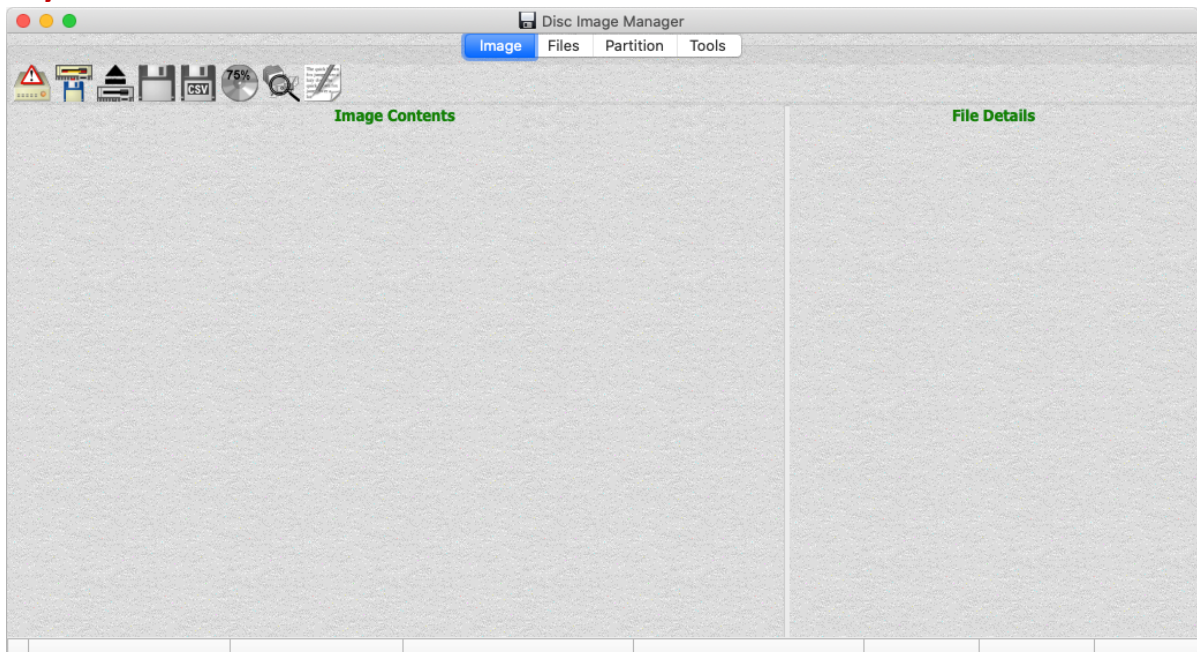 Disc Image Manager
Image Files Partition Tools
CSV 75%
Image Contents
File Details